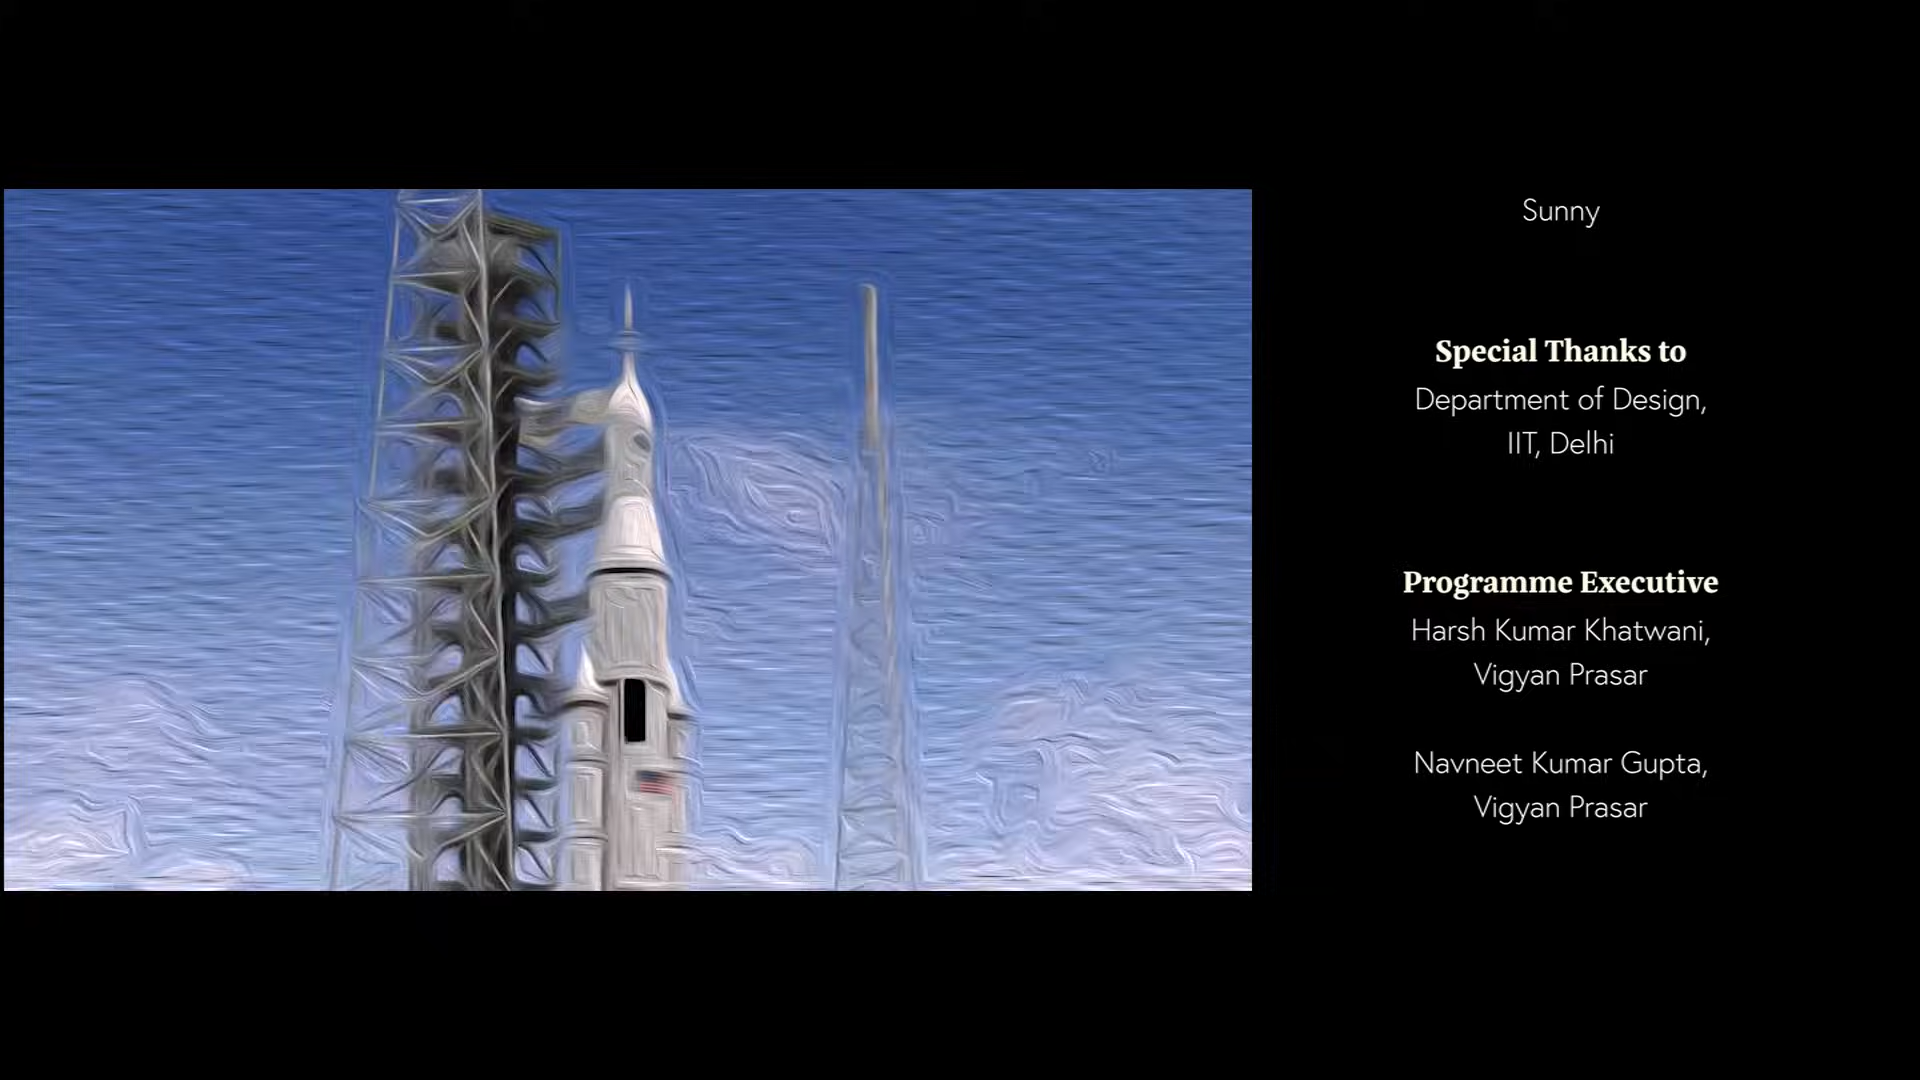 Sunny
Special Thanks to
Department of Design,
IIT, Delhi
Programme Executive
Harsh Kumar Khatwani,
Vigyan Prasar
Navneet Kumar Gupta,
Vigyan Prasar